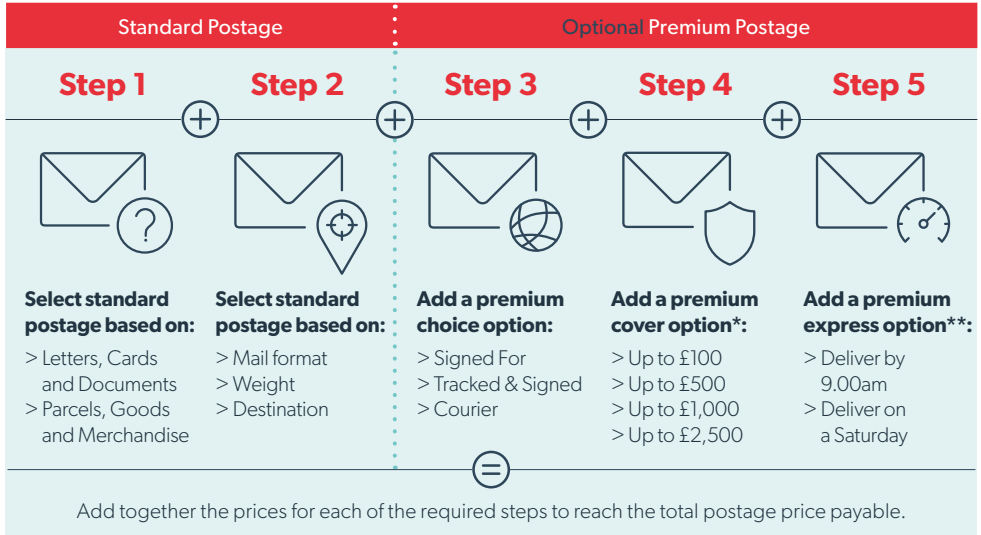 Standard Postage
Optional Premium Postage
Step 1
Step 2
Step 3
Step 4
Step 5
?
Select standard
postage based on:
> Letters, Cards
and Documents
> Parcels, Goods
and Merchandise
Select standard
postage based on:
> Mail format
> Weight
> Destination
Add a premium
choice option:
> Signed For
> Tracked & Signed
> Courier
Add a premium
cover option*:
> Up to £100
> Up to £500
> Up to £1,000
> Up to £2,500
Add a premium
express option**:
> Deliver by
9.00am
> Deliver on
a Saturday
Add together the prices for each of the required steps to reach the total postage price payable.